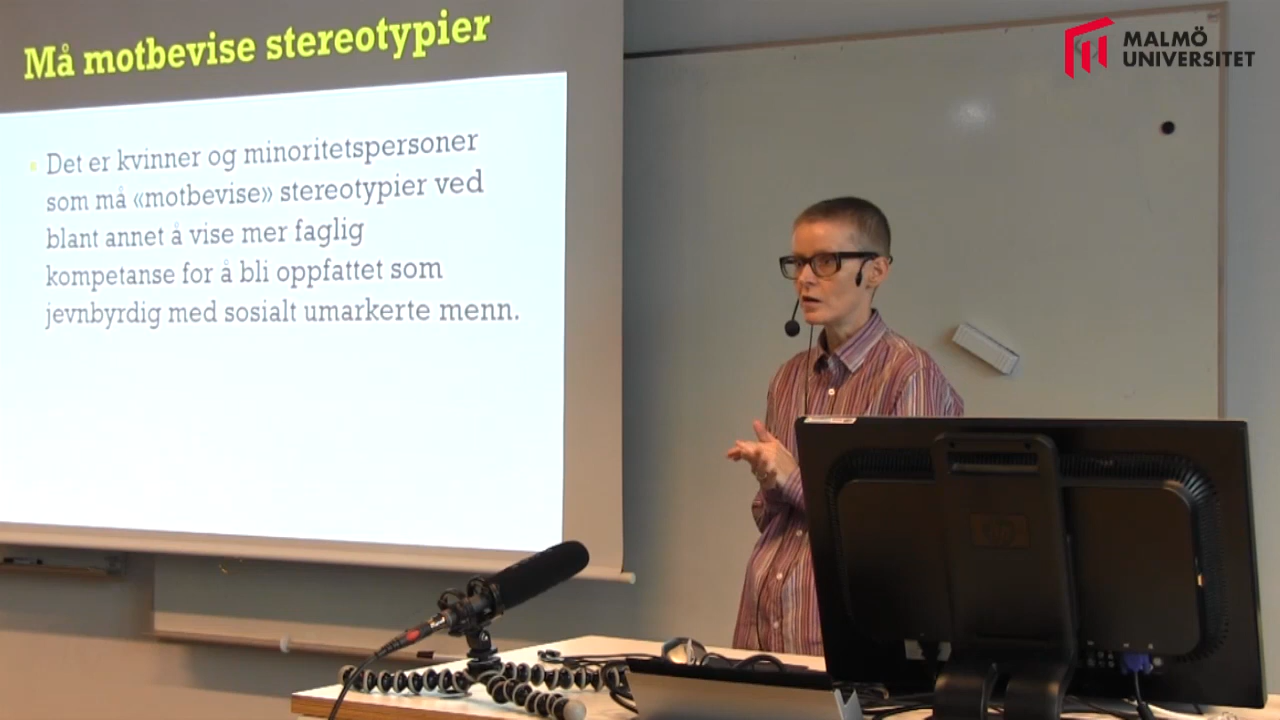 Må motbevise stereotypier
Det er kvinner og minoritetspersoner
som må «motbevise» stereotypier ved
blant annet å vise mer faglig
kompetanse for å bli oppfattet som
jevnbyrdig med sosialt umarkerte menn.
MALMÖ
UNIVERSITET
hp